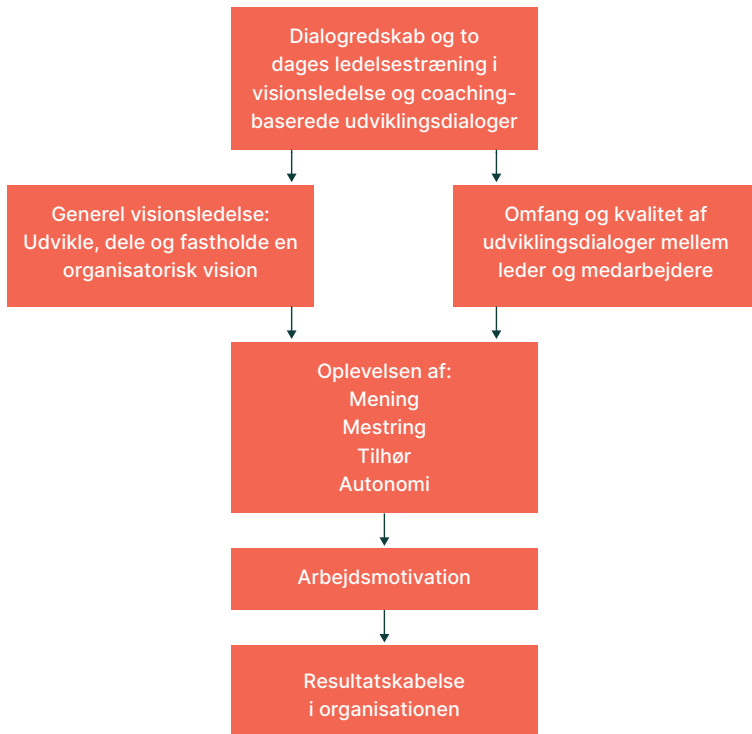 Dialogredskab og to
dages ledelsestræning i
visionsledelse og coaching-
baserede udviklingsdialoger
Generel visionsledelse:
Udvikle, dele og fastholde en
organisatorisk vision
Omfang og kvalitet af
udviklingsdialoger mellem
leder og medarbejdere
Oplevelsen af:
Mening
Mestring
Tilhør
Autonomi
Arbejdsmotivation
Resultatskabelse
i organisationen